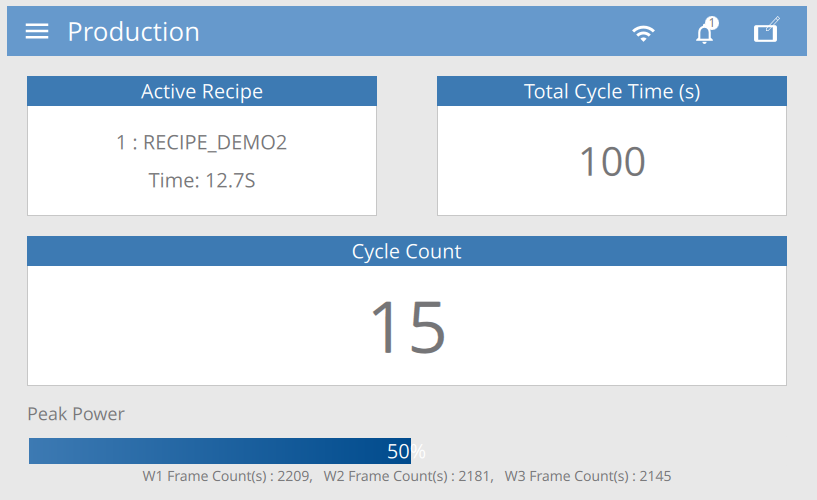 Production
1
Active Recipe
1 : RECIPE_DEMO2
Time: 12.7S
Total Cycle Time (s)
100
Cycle Count
15
Peak Power
50%
W1 Frame Count(s) : 2209,   W2 Frame Count(s) : 2181,   W3 Frame Count(s) : 2145